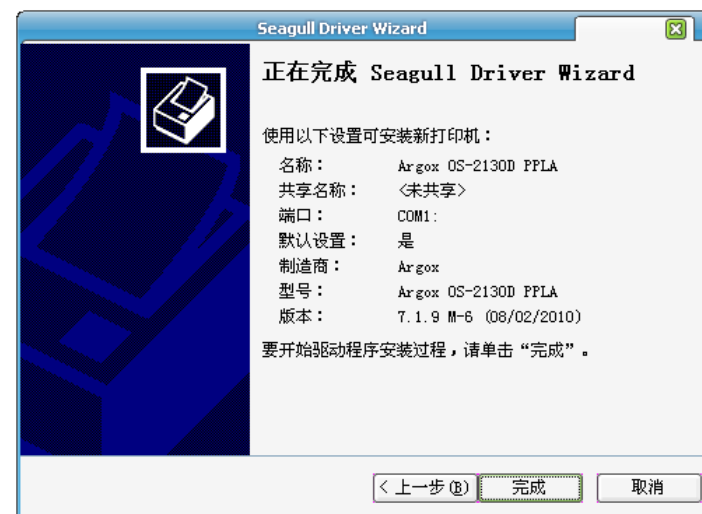 Seagull Driver Wizard
正在完成 Seagull Driver Wizard
使用以下设置可安装新打印机：
名称： Argox OS-2130D PPLA
共享名称： <未共享>
端口： COM1:
默认设置： 是
制造商： Argox
型号： Argox OS-2130D PPLA
版本： 7.1.9 M-6 (08/02/2010)
要开始驱动程序安装过程，请单击“完成”。
< 上一步(B) 完成 取消